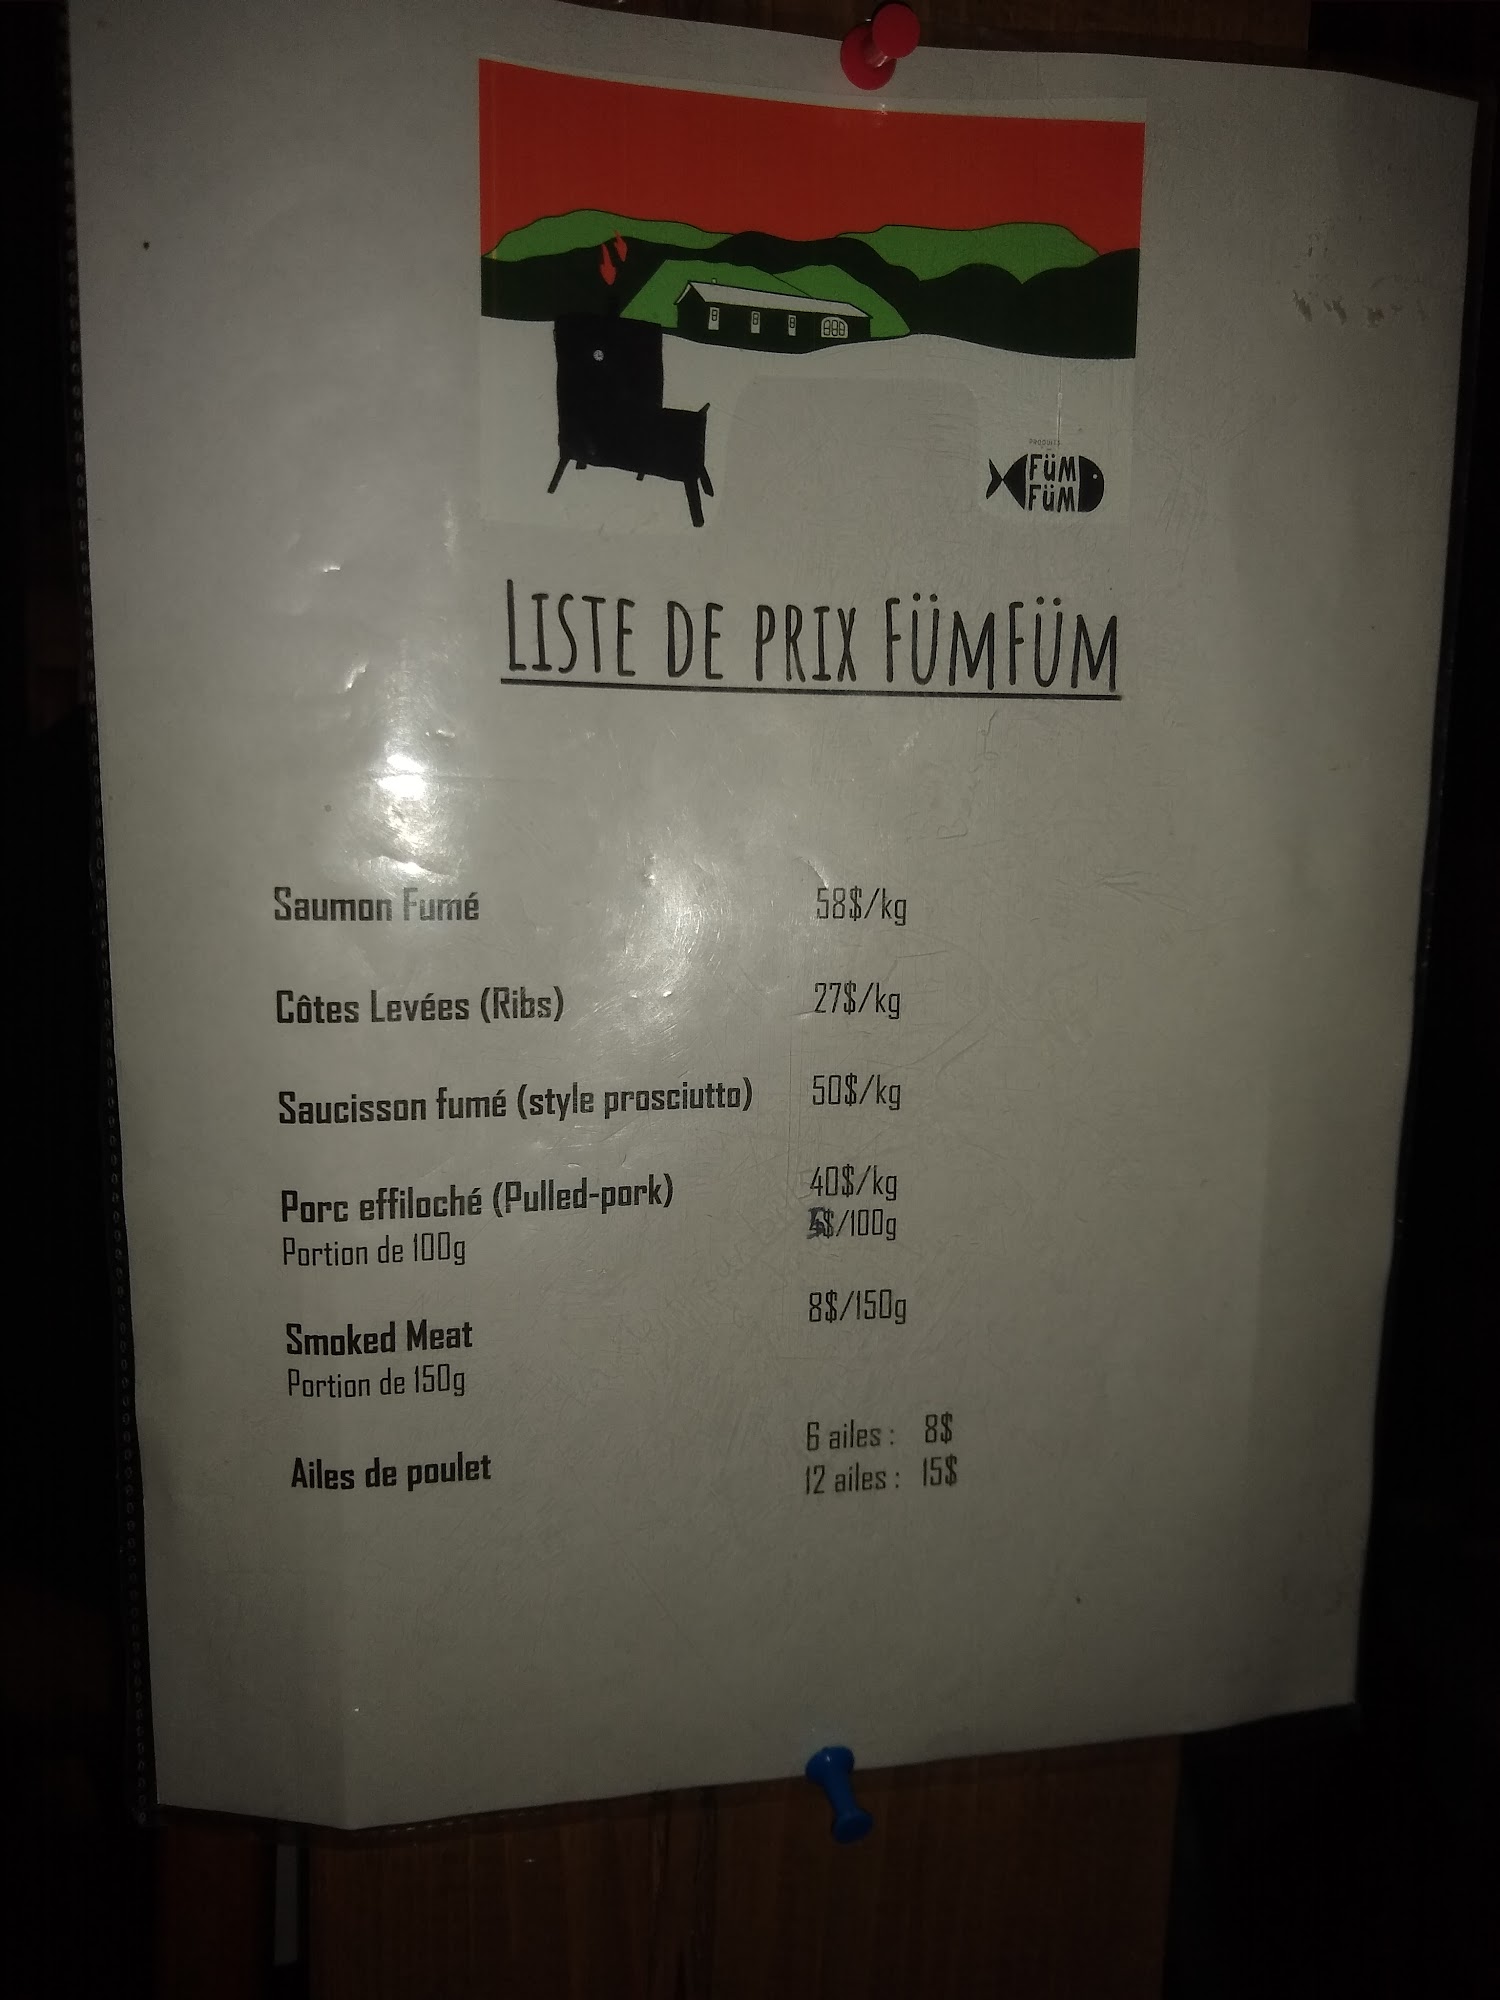 FÜM
FÜM
LISTE DE PRIX FÜMFÜM
Saumon Fumé 58$/kg
Côtes Levées (Ribs) 27$/kg
Saucisson fumé (style prosciutto) 50$/kg
Porc effiloché (Pulled-pork) 40$/kg
Portion de 100g 5$/100g
Smoked Meat 8$/150g
Portion de 150g
Ailes de poulet 6 ailes : 8$
12 ailes : 15$